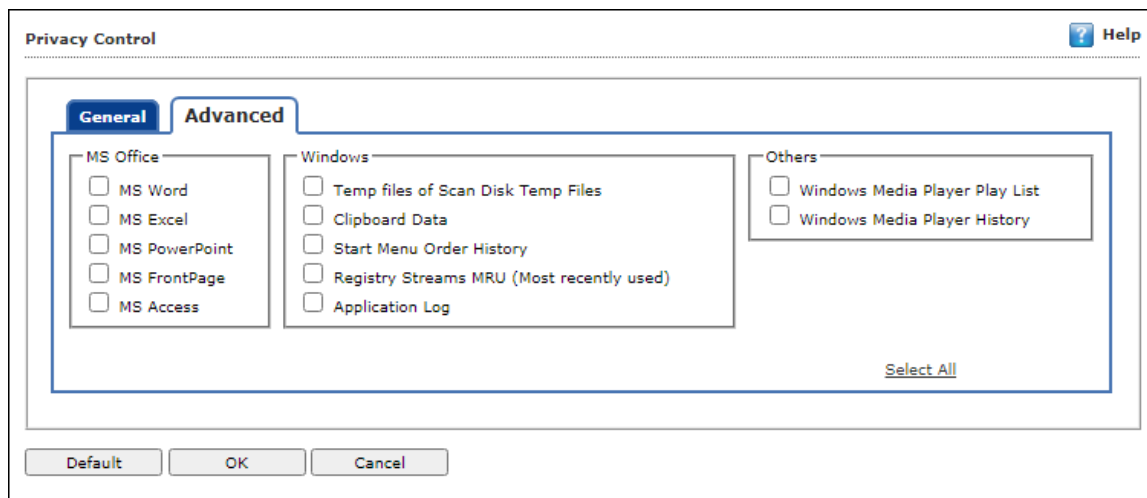 Privacy Control
? Help
General
Advanced
MS Office
MS Word
MS Excel
MS PowerPoint
MS FrontPage
MS Access
Windows
Temp files of Scan Disk Temp Files
Clipboard Data
Start Menu Order History
Registry Streams MRU (Most recently used)
Application Log
Others
Windows Media Player Play List
Windows Media Player History
Select All
Default
OK
Cancel